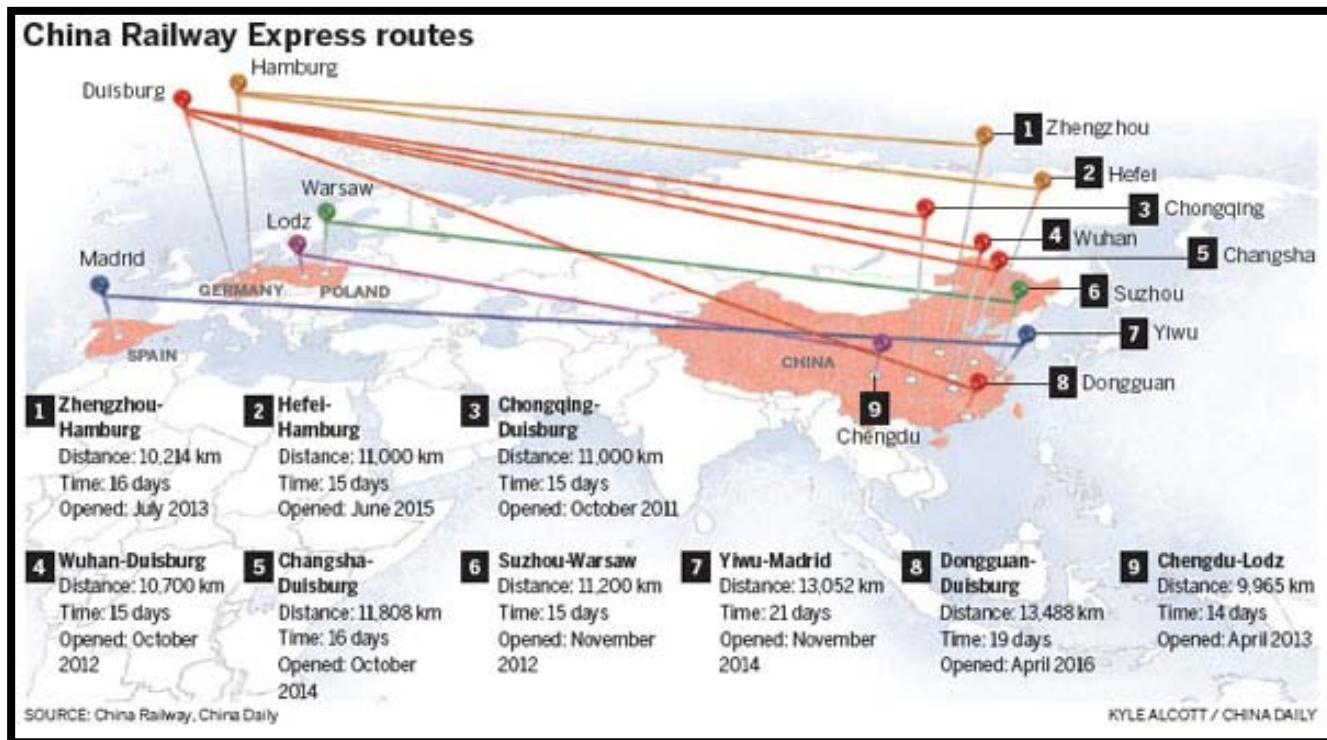 China Railway Express routes
Hamburg
Duisburg
1 Zhengzhou
2 Hefei
Warsaw
3 Chongqing
Lodz
4 Wuhan
5 Changsha
Madrid
GERMANY
POLAND
6 Suzhou
7 Yiwu
SPAIN
CHINA
8 Dongguan
9
Chengdu
1 Zhengzhou-
Hamburg
Distance: 10,214 km
Time: 16 days
Opened: July 2013
2 Hefei-
Hamburg
Distance: 11,000 km
Time: 15 days
Opened: June 2015
3 Chongqing-
Duisburg
Distance: 11,000 km
Time: 15 days
Opened: October 2011
4 Wuhan-Duisburg
Distance: 10,700 km
Time: 15 days
Opened: October
2012
5 Changsha-
Duisburg
Distance: 11,808 km
Time: 16 days
Opened: October
2014
6 Suzhou-Warsaw
Distance: 11,200 km
Time: 15 days
Opened: November
2012
7 Yiwu-Madrid
Distance: 13,052 km
Time: 21 days
Opened: November
2014
8 Dongguan-
Duisburg
Distance: 13,488 km
Time: 19 days
Opened: April 2016
9 Chengdu-Lodz
Distance: 9,965 km
Time: 14 days
Opened: April 2013
SOURCE: China Railway, China Daily
KYLE ALCOTT / CHINA DAILY